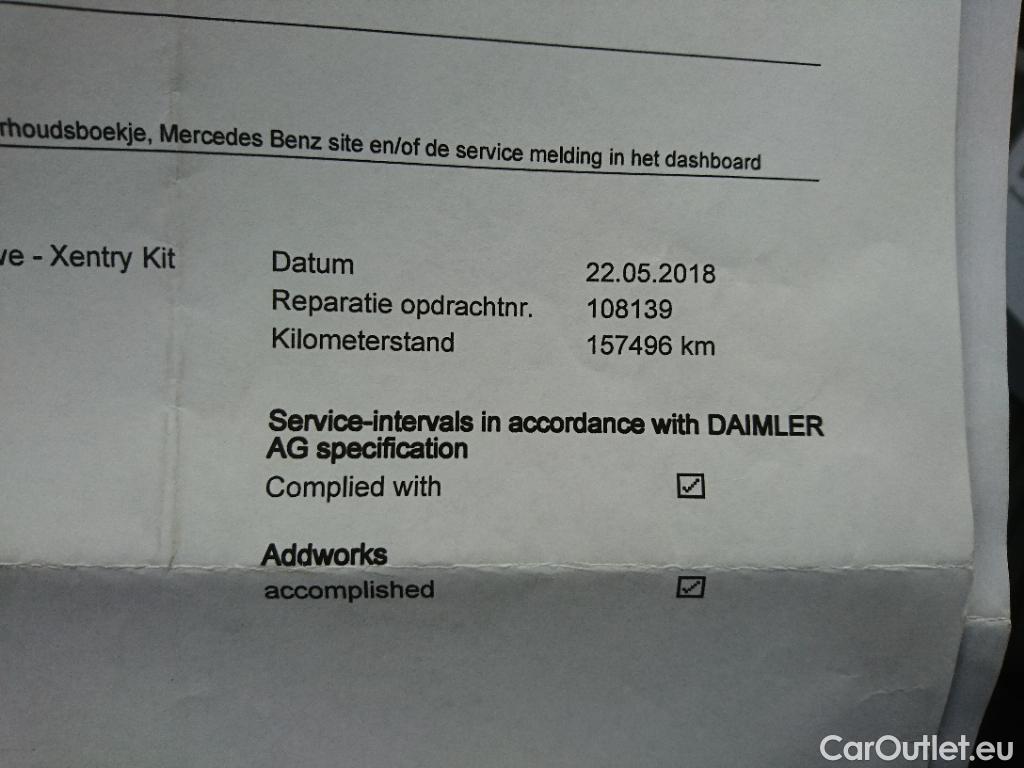 rhoudsboekje, Mercedes Benz site en/of de service melding in het dashboard
ve - Xentry Kit
Datum 22.05.2018
Reparatie opdrachtnr. 108139
Kilometerstand 157496 km
Service-intervals in accordance with DAIMLER
AG specification
Complied with ☑
Addworks
accomplished ☑
CarOutlet.eu